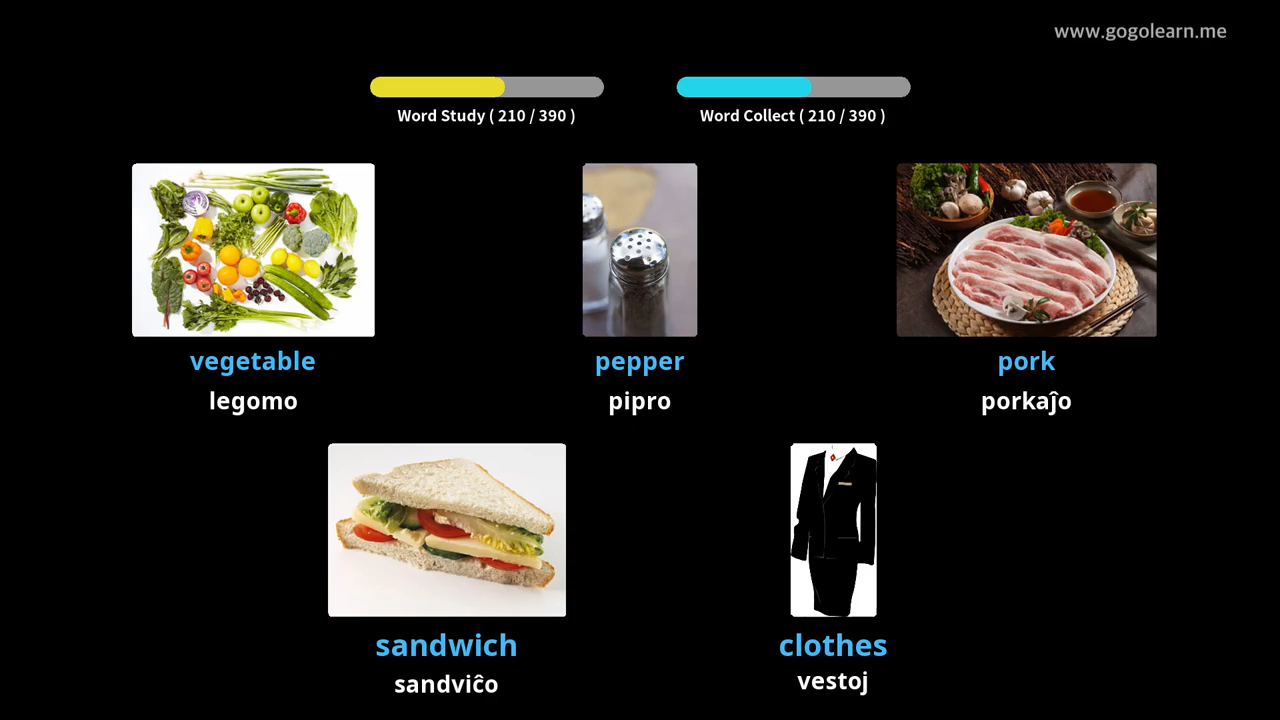 www.gogolearn.me
Word Study ( 210 / 390 )
Word Collect ( 210 / 390 )
vegetable
legomo
pepper
pipro
pork
porkaĵo
sandwich
sandviĉo
clothes
vestoj